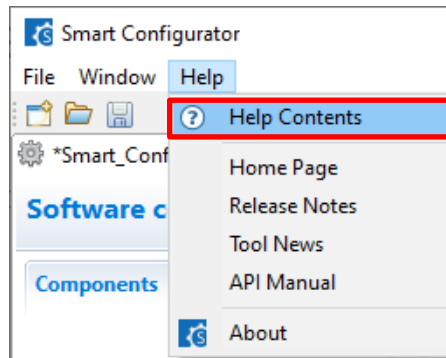 Smart Configurator
File Window Help
Help Contents
*Smart_Conf
Home Page
Software c
Release Notes
Tool News
Components
API Manual
About